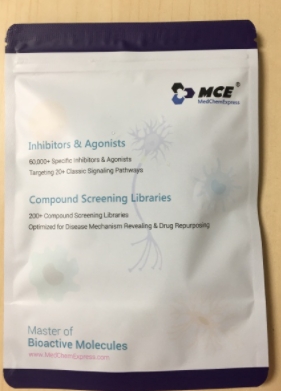 MCE®
MedChemExpress
Inhibitors & Agonists
60,000+ Specific Inhibitors & Agonists
Targeting 20+ Classic Signaling Pathways
Compound Screening Libraries
200+ Compound Screening Libraries
Optimized for Disease Mechanism Revealing & Drug Repurposing
Master of
Bioactive Molecules
www.MedChemExpress.com